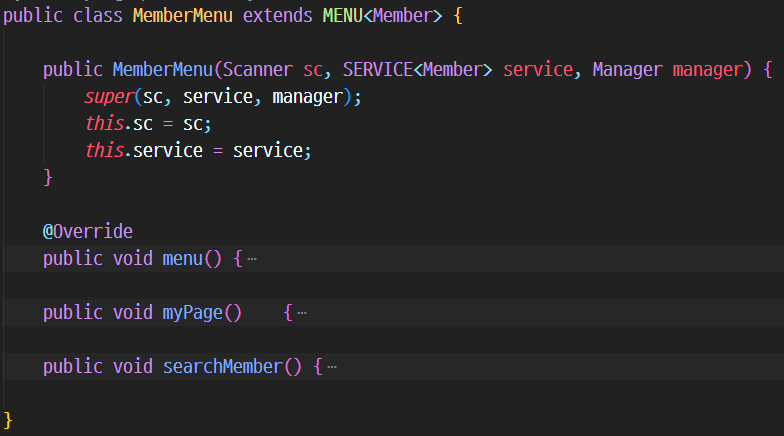 public class MemberMenu extends MENU<Member> {
public MemberMenu(Scanner sc, SERVICE<Member> service, Manager manager) {
super(sc, service, manager);
this.sc = sc;
this.service = service;
}
@Override
public void menu() {⋯
public void myPage()    {⋯
public void searchMember() {⋯
}